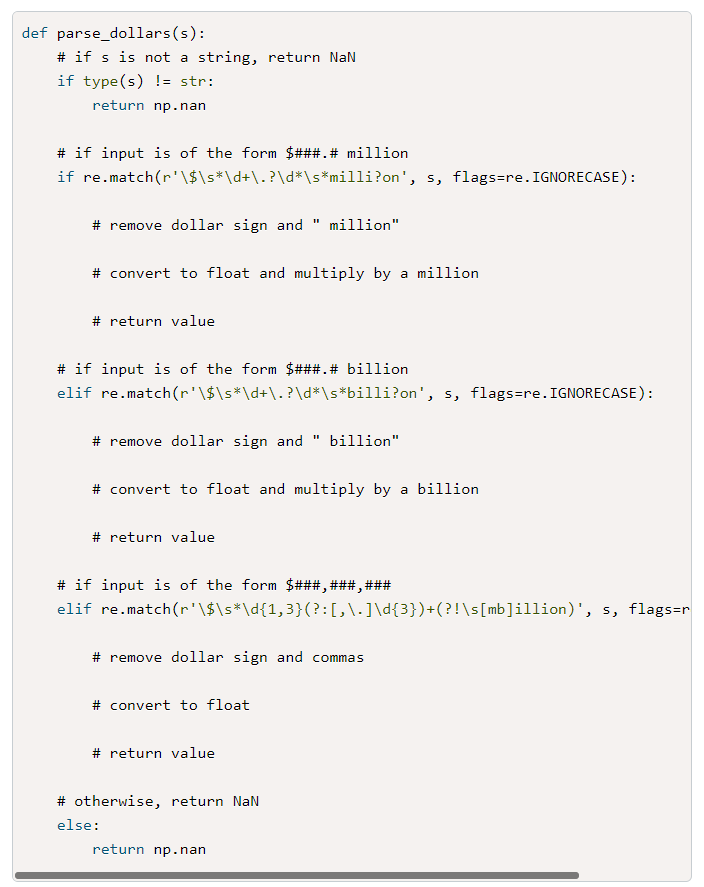 def parse_dollars(s):
    # if s is not a string, return NaN
    if type(s) != str:
        return np.nan

    # if input is of the form $###.# million
    if re.match(r'\$\s*\d+\.?\d*\s*milli?on', s, flags=re.IGNORECASE):

        # remove dollar sign and " million"

        # convert to float and multiply by a million

        # return value

    # if input is of the form $###.# billion
    elif re.match(r'\$\s*\d+\.?\d*\s*billi?on', s, flags=re.IGNORECASE):

        # remove dollar sign and " billion"

        # convert to float and multiply by a billion

        # return value

    # if input is of the form $###,###,###
    elif re.match(r'\$\s*\d{1,3}(?:[,\.]\d{3})+(?!\s[mb]illion)', s, flags=r

        # remove dollar sign and commas

        # convert to float

        # return value

    # otherwise, return NaN
    else:
        return np.nan